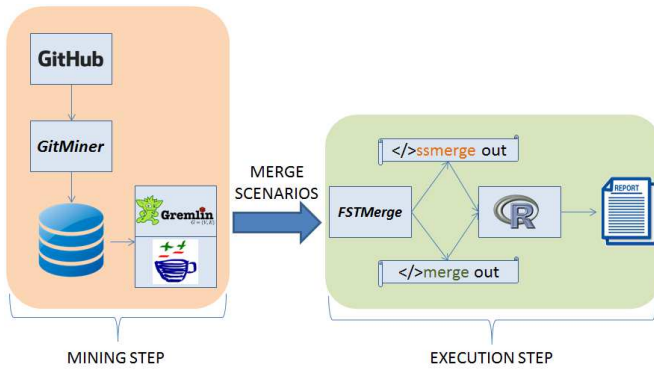 GitHub
GitMiner
Gremlin
G = (V, E)
MERGE
SCENARIOS
</>ssmerge out
FSTMerge
R
REPORT
</>merge out
MINING STEP
EXECUTION STEP